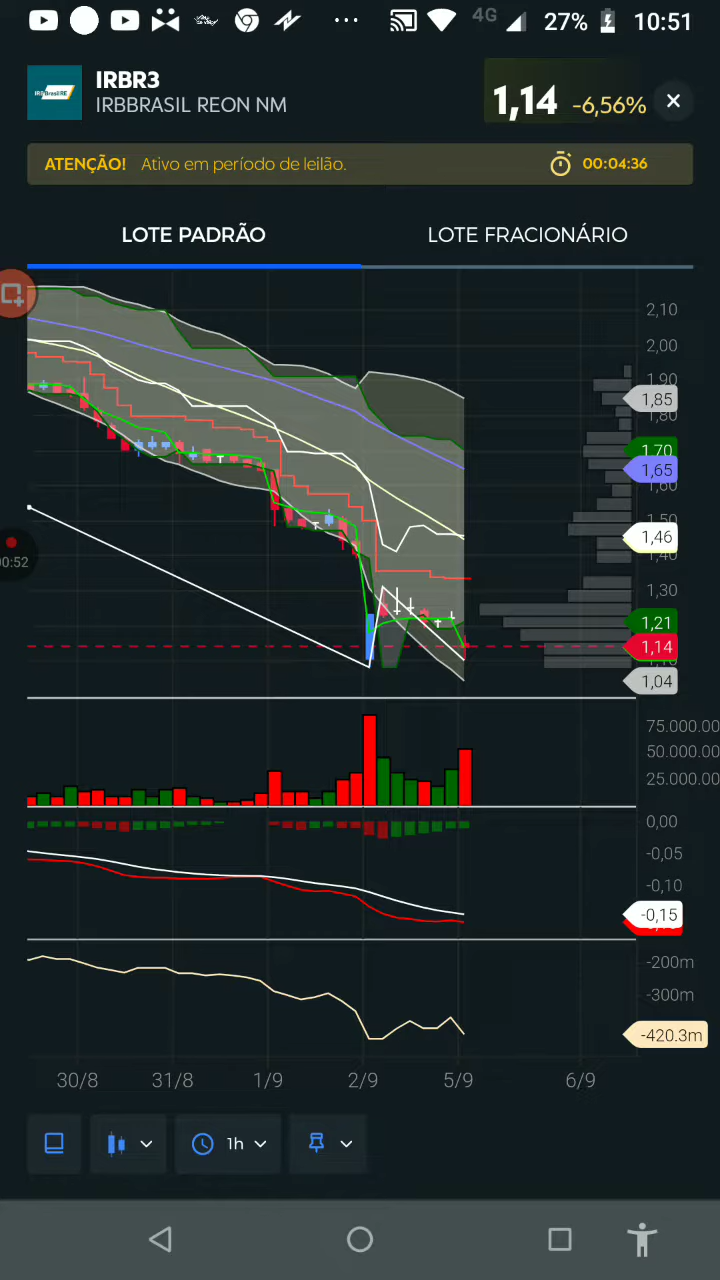 4G 27% 10:51
IRBR3
IRBBRASIL REON NM
1,14 -6,56%
ATENÇÃO! Ativo em período de leilão. 00:04:36
LOTE PADRÃO LOTE FRACIONÁRIO
2,10
2,00
1,90
1,85
1,80
1,70
1,65
1,60
1,50
1,46
1,40
1,30
1,21
1,14
1,10
1,04
0:52
75.000.00
50.000.00
25.000.00
0,00
-0,05
-0,10
-0,15
-200m
-300m
-420.3m
30/8 31/8 1/9 2/9 5/9 6/9
1h